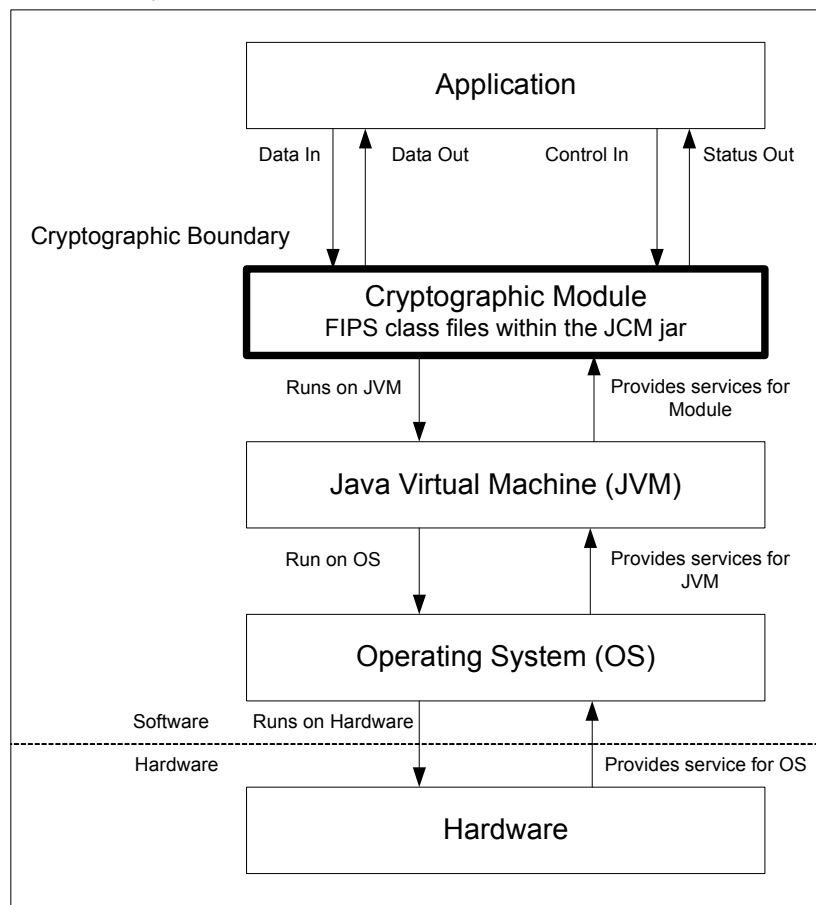 Application
Data In
Data Out
Control In
Status Out
Cryptographic Boundary
Cryptographic Module
FIPS class files within the JCM jar
Runs on JVM
Provides services for
Module
Java Virtual Machine (JVM)
Run on OS
Provides services for
JVM
Operating System (OS)
Software
Runs on Hardware
Hardware
Provides service for OS
Hardware